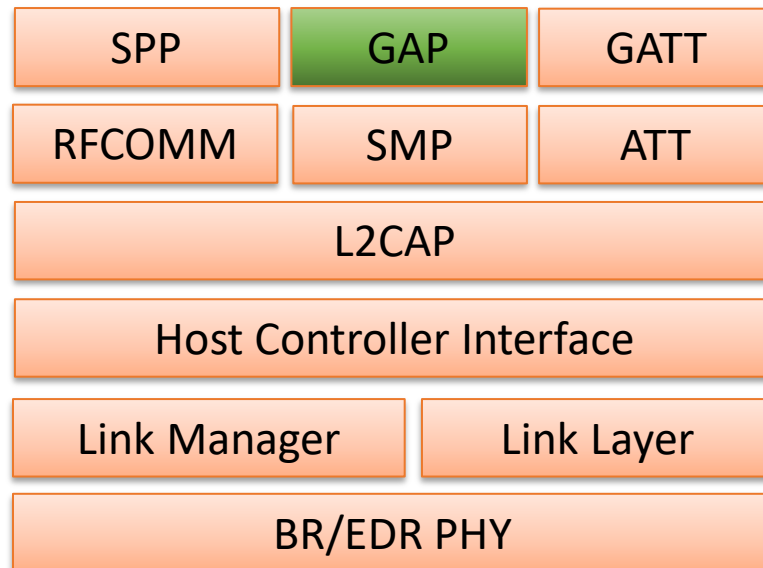 SPP GAP GATT
RFCOMM SMP ATT
L2CAP
Host Controller Interface
Link Manager Link Layer
BR/EDR PHY